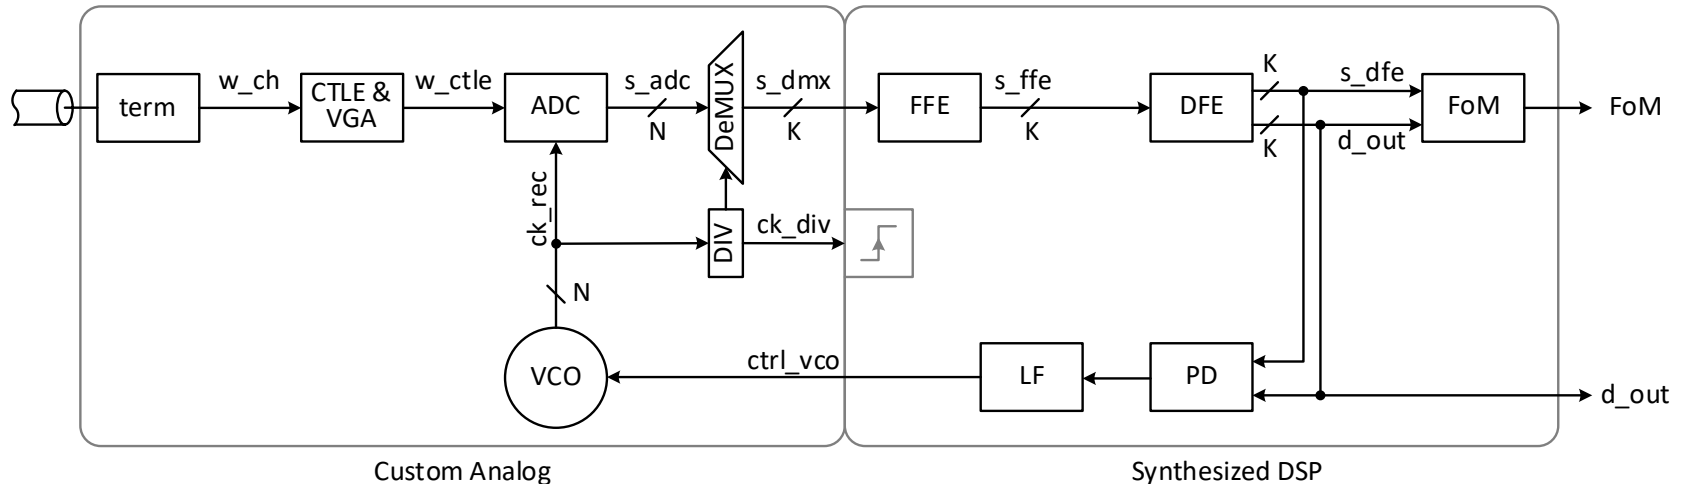 w_ch
w_ctle
s_adc
s_dmx
s_ffe
K
s_dfe
term
CTLE &
VGA
ADC
DeMUX
FFE
DFE
FoM
FoM
N
K
K
K
d_out
ck_rec
DIV
ck_div
N
VCO
ctrl_vco
LF
PD
d_out
Custom Analog
Synthesized DSP